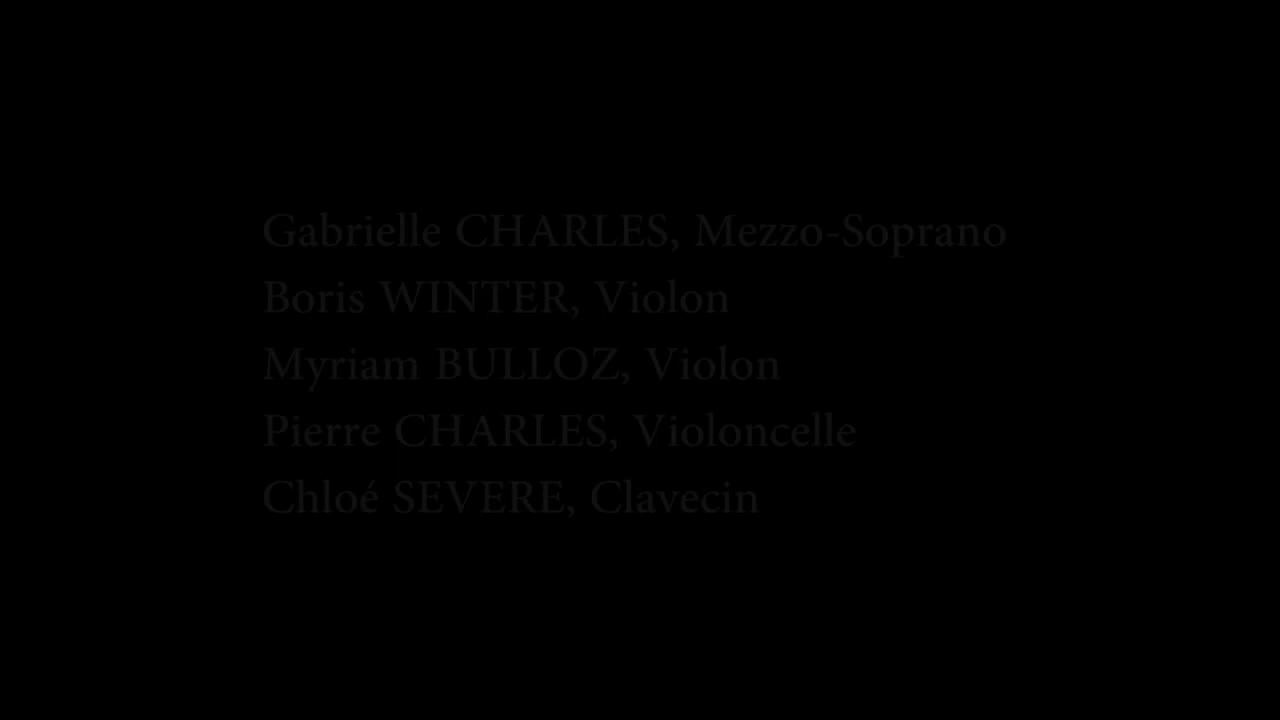 Gabrielle CHARLES, Mezzo-Soprano
Boris WINTER, Violon
Myriam BULLOZ, Violon
Pierre CHARLES, Violoncelle
Chloé SEVERE, Clavecin